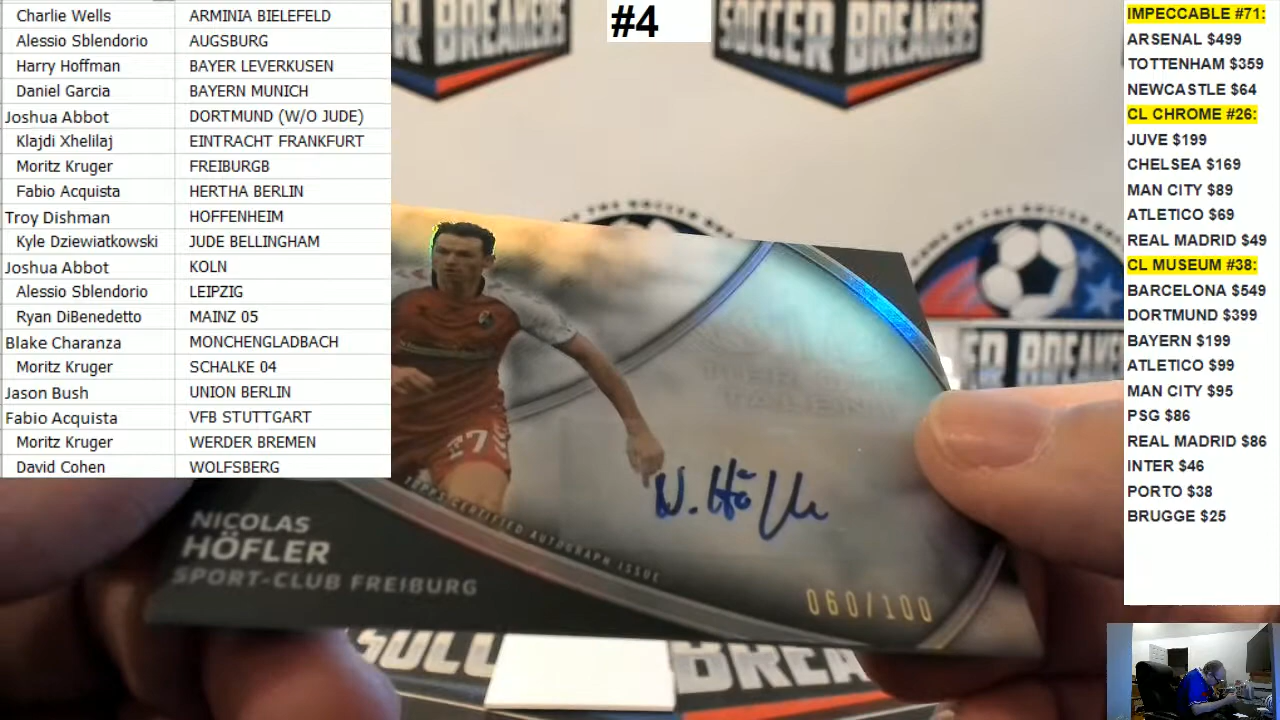 Charlie Wells ARMINIA BIELEFELD
Alessio Sblendorio AUGSBURG
Harry Hoffman BAYER LEVERKUSEN
Daniel Garcia BAYERN MUNICH
Joshua Abbot DORTMUND (W/O JUDE)
Klajdi Xhelilaj EINTRACHT FRANKFURT
Moritz Kruger FREIBURGB
Fabio Acquista HERTHA BERLIN
Troy Dishman HOFFENHEIM
Kyle Dziewiatkowski JUDE BELLINGHAM
Joshua Abbot KOLN
Alessio Sblendorio LEIPZIG
Ryan DiBenedetto MAINZ 05
Blake Charanza MONCHENGLADBACH
Moritz Kruger SCHALKE 04
Jason Bush UNION BERLIN
Fabio Acquista VFB STUTTGART
Moritz Kruger WERDER BREMEN
David Cohen WOLFSBERG
#4
SOCCER BREAKERS
IMPECCABLE #71:
ARSENAL $499
TOTTENHAM $359
NEWCASTLE $64
CL CHROME #26:
JUVE $199
CHELSEA $169
MAN CITY $89
ATLETICO $69
REAL MADRID $49
CL MUSEUM #38:
BARCELONA $549
DORTMUND $399
BAYERN $199
ATLETICO $99
MAN CITY $95
PSG $86
REAL MADRID $86
INTER $46
PORTO $38
BRUGGE $25
27
N. Höfler
TOPPS CERTIFIED AUTOGRAPH ISSUE
060/100
NICOLAS
HÖFLER
SPORT-CLUB FREIBURG